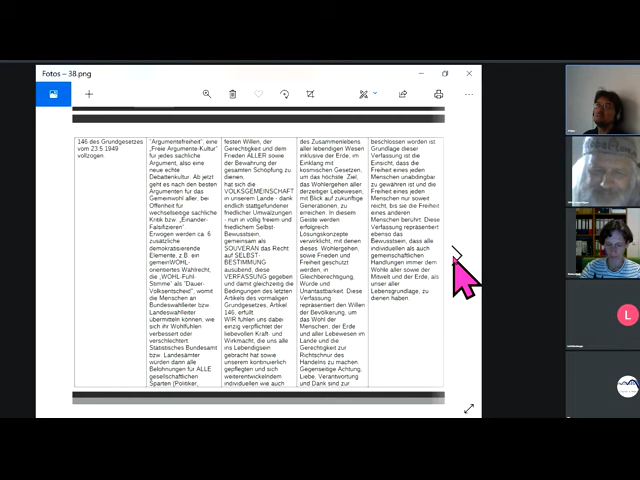 Fotos – 38.png
146 des Grundgesetzes
vom 23.5.1949
vollzogen
"Argumentefreiheit", eine
„Freie Argumente-Kultur"
für jedes sachliche
Argument, also eine
neue echte
Debattenkultur. Ab jetzt
geht es nach den besten
Argumenten für das
Gemeinwohl aller, bei
Offenheit für
wechselseitige sachliche
Kritik bzw. „Einander-
Falsifizieren"
Erwogen werden ca. 6
zusätzliche
demokratisierende
Elemente, z.B. ein
gemeinWOHL-
orientiertes Wahlrecht,
die „WOHL-Fühl-
Stimme' als "Dauer-
Volksentscheid", womit
die Menschen an
Bundeswahlleiter bzw.
Landeswahlleiter
übermitteln können, wie
sich ihr Wohlfühlen
verbessert oder
verschlechtert
Statistisches Bundesamt
bzw. Landesämter
würden dann alle
Belohnungen für ALLE
gesellschaftlichen
Sparten (Politiker,
festen Willen, der
Gerechtigkeit und dem
Frieden ALLER sowie
der Bewahrung der
gesamten Schöpfung zu
dienen,
hat sich die
VOLKSGEMEINSCHAFT
in unserem Lande - dank
endlich stattgefundener
friedlicher Umwälzungen
- nun in völlig freiem und
friedlichem Selbst-
Bewusstsein,
gemeinsam als
SOUVERÄN das Recht
auf SELBST-
BESTIMMUNG
ausübend, diese
VERFASSUNG gegeben
und damit gleichzeitig die
Bedingungen des letzten
Artikels des vormaligen
Grundgesetzes, Artikel
146, erfüllt.
WIR fühlen uns dabei
einzig verpflichtet der
liebevollen Kraft- und
Wirkmacht, die uns alle
ins Lebendigsein
gebracht hat sowie
unserem kontinuierlich
gepflegten und sich
weiterentwickelndem
individuellen wie auch
des Zusammenlebens
aller lebendigen Wesen
inklusive der Erde, im
Einklang mit
kosmischen Gesetzen,
um das höchste Ziel,
das Wohlergehen aller
derzeitiger Lebewesen,
mit Blick auf zukünftige
Generationen, zu
erreichen. In diesem
Geiste werden
erfolgreich
Lösungskonzepte
verwirklicht, mit denen
dieses Wohlergehen,
sowie Frieden und
Freiheit geschützt
werden, in
Gleichberechtigung,
Würde und
Unantastbarkeit. Diese
Verfassung
repräsentiert den Willen
der Bevölkerung, um
das Wohl der
Menschen, der Erde
und aller Lebewesen im
Lande und die
Gerechtigkeit zur
Richtschnur des
Handelns zu machen.
Gegenseitige Achtung,
Liebe, Verantwortung
und Dank sind zur
beschlossen worden ist:
Grundlage dieser
Verfassung ist die
Einsicht, dass die
Freiheit eines jeden
Menschen unabdingbar
zu gewähren ist und die
Freiheit eines jeden
Menschen nur soweit
reicht, bis sie die Freiheit
eines anderen
Menschen berührt. Diese
Verfassung repräsentiert
ebenso das
Bewusstsein, dass alle
individuellen als auch
gemeinschaftlichen
Handlungen immer dem
Wohle aller sowie der
Mitwelt und der Erde, als
unser aller
Lebensgrundlage, zu
dienen haben.
L